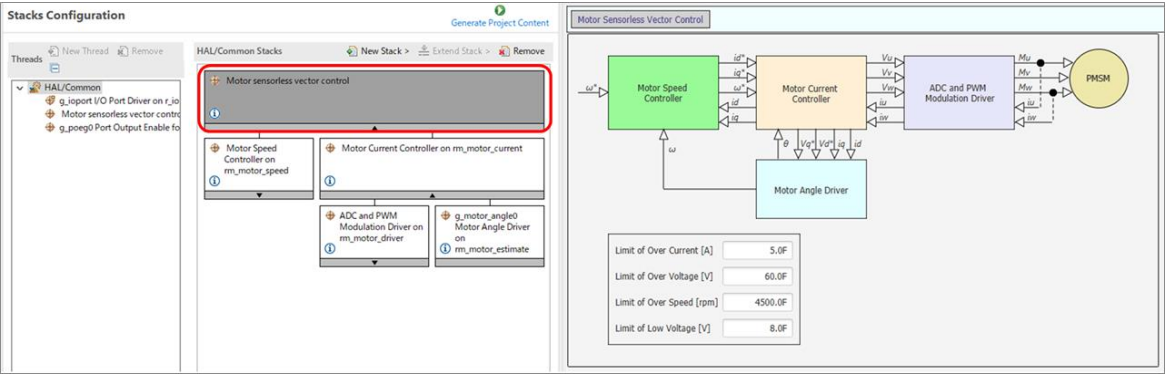 Stacks Configuration
Generate Project Content
Threads
New Thread
Remove
HAL/Common
g_ioport I/O Port Driver on r_io
Motor sensorless vector contrc
g_poeg0 Port Output Enable fo
HAL/Common Stacks
New Stack >
Extend Stack >
Remove
Motor sensorless vector control
Motor Speed
Controller on
rm_motor_speed
Motor Current Controller on rm_motor_current
ADC and PWM
Modulation Driver on
rm_motor_driver
g_motor_angle0
Motor Angle Driver
on
rm_motor_estimate
Motor Sensorless Vector Control
ω*
Motor Speed
Controller
id*
iq*
ω*
id
iq
Motor Current
Controller
Vu
Vv
Vw
iu
iw
ADC and PWM
Modulation Driver
Mu
Mv
Mw
iu
iw
PMSM
ω
θ
Vq*
Vd*
iq
id
Motor Angle Driver
Limit of Over Current [A]
5.0F
Limit of Over Voltage [V]
60.0F
Limit of Over Speed [rpm]
4500.0F
Limit of Low Voltage [V]
8.0F